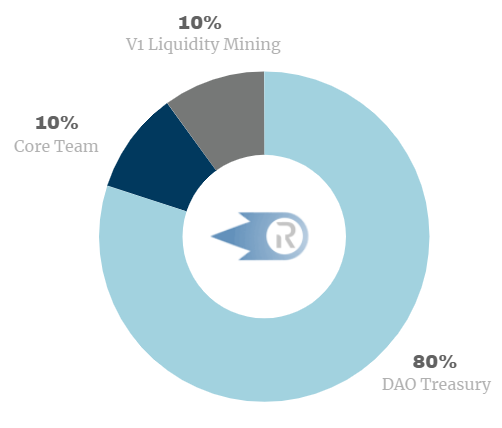 10%
V1 Liquidity Mining
10%
Core Team
R
80%
DAO Treasury